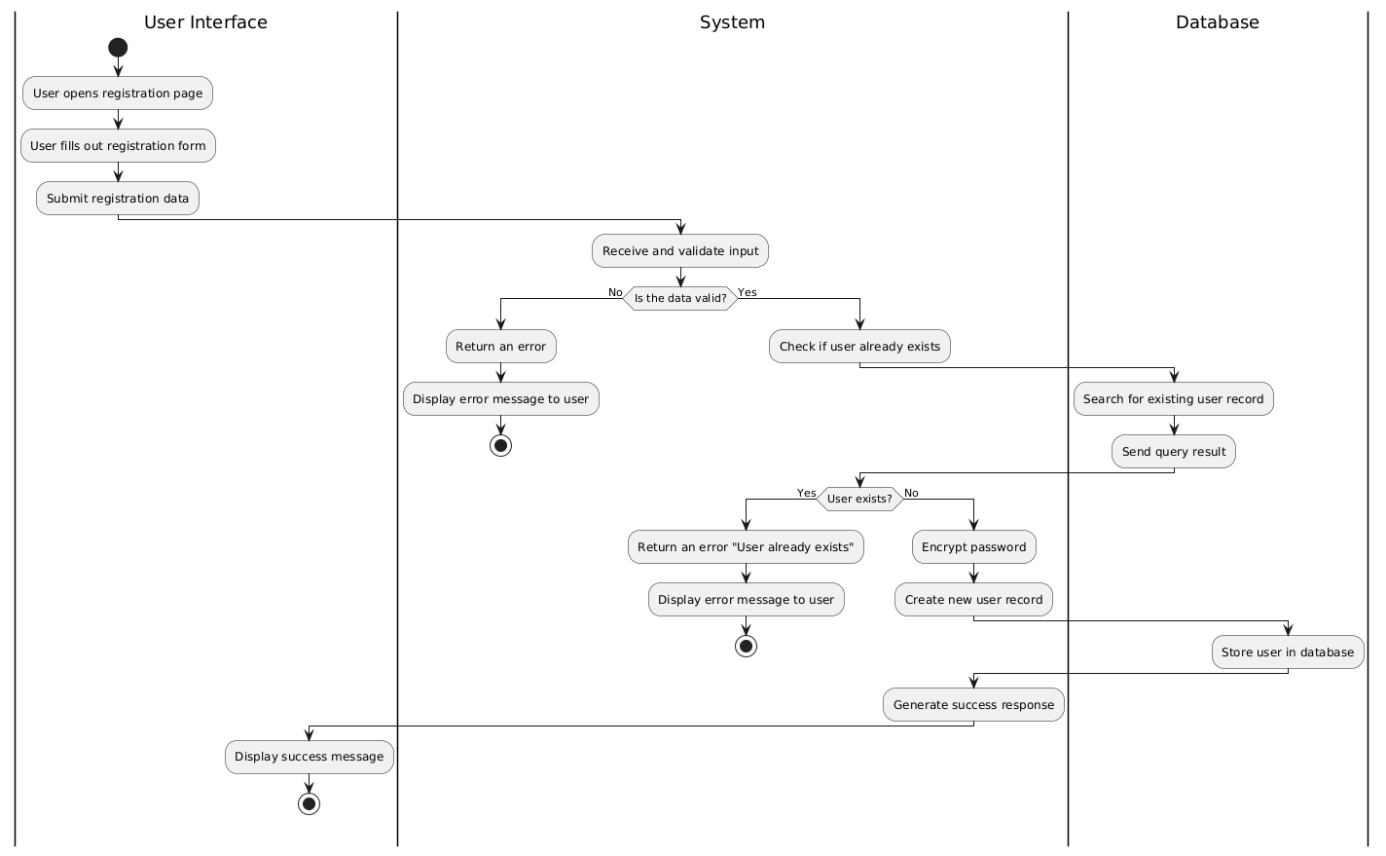 User Interface
System
Database
User opens registration page
User fills out registration form
Submit registration data
Receive and validate input
No
Is the data valid?
Yes
Return an error
Check if user already exists
Display error message to user
Search for existing user record
Send query result
Yes
User exists?
No
Return an error "User already exists"
Encrypt password
Display error message to user
Create new user record
Store user in database
Generate success response
Display success message